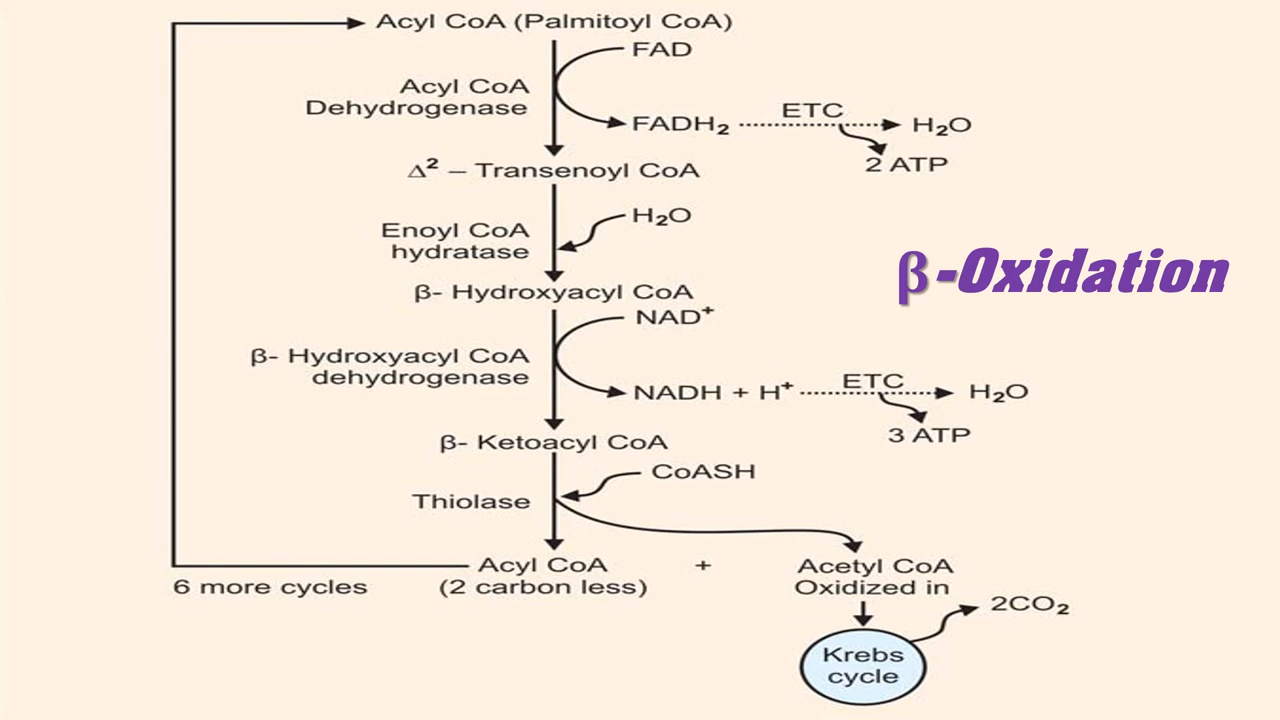 Acyl CoA (Palmitoyl CoA)
FAD
Acyl CoA
Dehydrogenase
FADH₂
ETC
H₂O
2 ATP
Δ² – Transenoyl CoA
H₂O
Enoyl CoA
hydratase
β-Oxidation
β- Hydroxyacyl CoA
NAD⁺
β- Hydroxyacyl CoA
dehydrogenase
NADH + H⁺
ETC
H₂O
3 ATP
β- Ketoacyl CoA
CoASH
Thiolase
Acyl CoA + Acetyl CoA
6 more cycles (2 carbon less) Oxidized in
2CO₂
Krebs
cycle